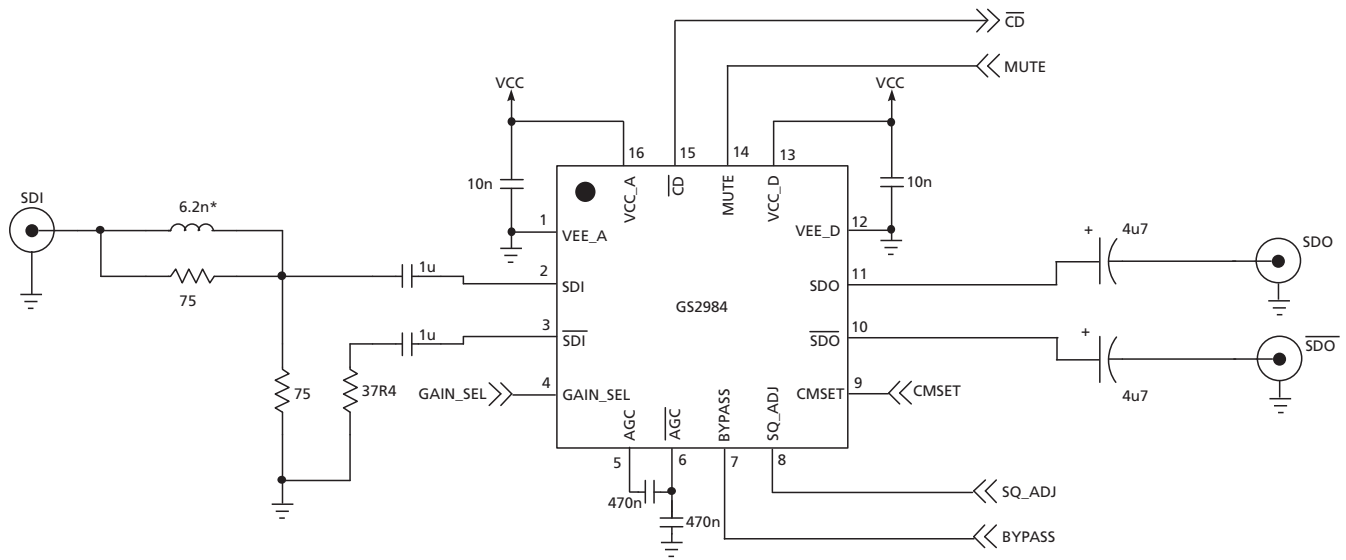 CD
MUTE
VCC
VCC
16
15
14
13
10n
VCC_A
CD
MUTE
VCC_D
10n
SDI
6.2n*
1
VEE_A
VEE_D
12
4u7
+
SDO
75
1u
2
SDI
SDO
11
GS2984
1u
3
SDI
SDO
10
+
SDO
75
37R4
GAIN_SEL
4
GAIN_SEL
CMSET
9
CMSET
4u7
AGC
AGC
BYPASS
SQ_ADJ
5
6
7
8
470n
470n
SQ_ADJ
BYPASS